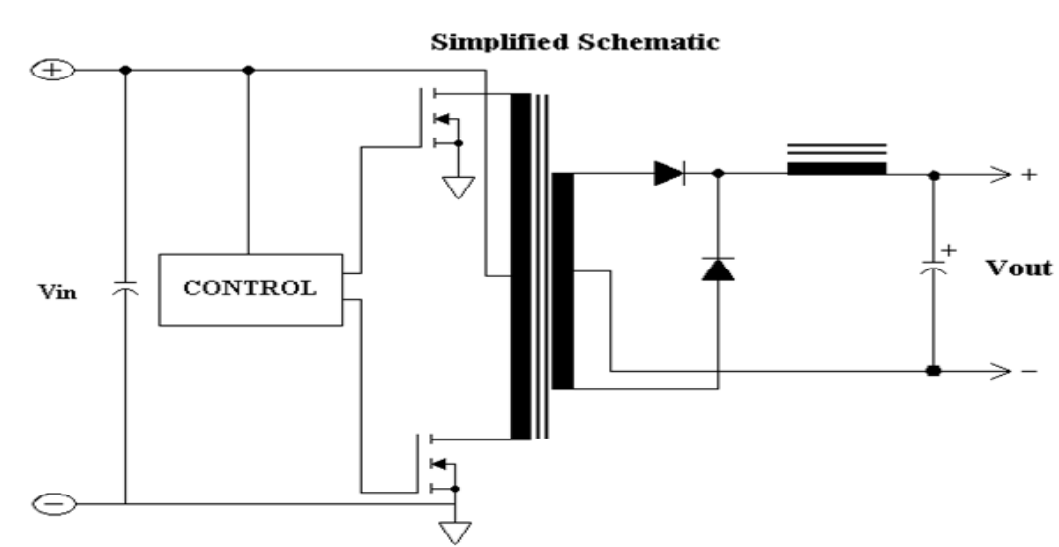 Simplified Schematic
+
Vin
CONTROL
+
+
Vout
−
−